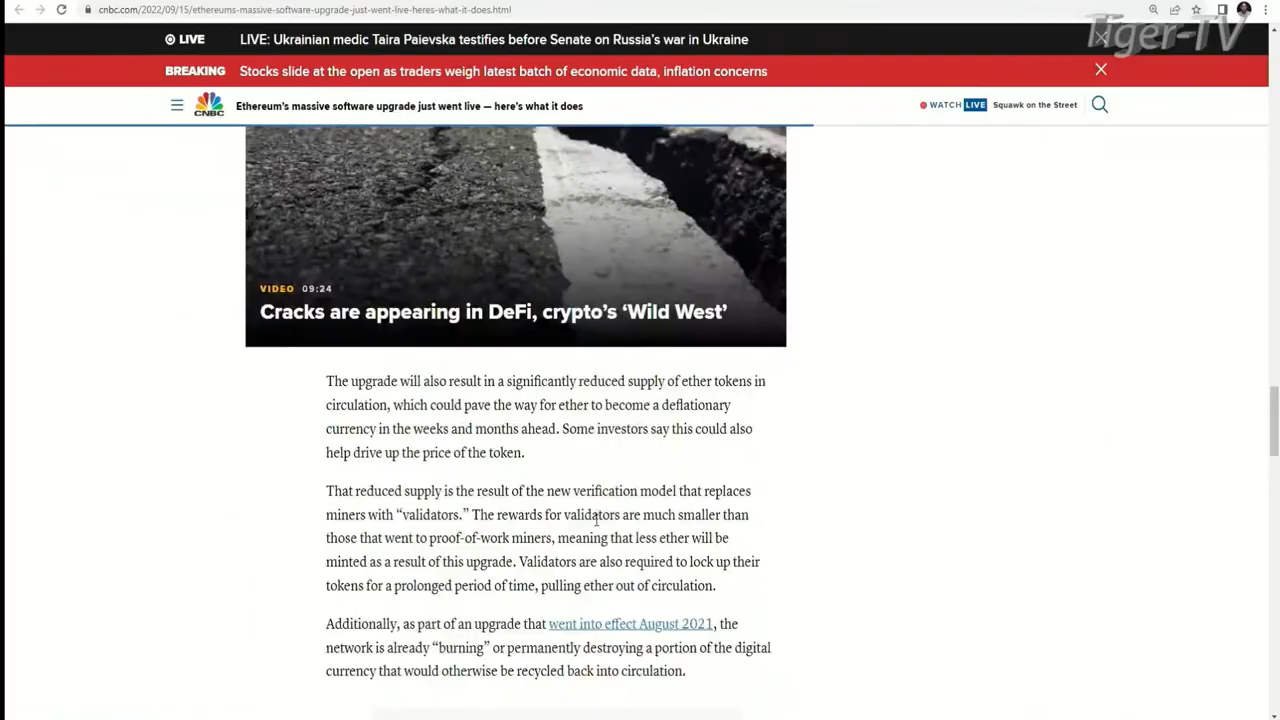 cnbc.com/2022/09/15/ethereums-massive-software-upgrade-just-went-live-heres-what-it-does.html
Tiger-TV
LIVE LIVE: Ukrainian medic Taira Paievska testifies before Senate on Russia’s war in Ukraine
BREAKING Stocks slide at the open as traders weigh latest batch of economic data, inflation concerns
CNBC Ethereum’s massive software upgrade just went live — here’s what it does WATCH LIVE Squawk on the Street
VIDEO 09:24
Cracks are appearing in DeFi, crypto’s ‘Wild West’
The upgrade will also result in a significantly reduced supply of ether tokens in
circulation, which could pave the way for ether to become a deflationary
currency in the weeks and months ahead. Some investors say this could also
help drive up the price of the token.
That reduced supply is the result of the new verification model that replaces
miners with “validators.” The rewards for validators are much smaller than
those that went to proof-of-work miners, meaning that less ether will be
minted as a result of this upgrade. Validators are also required to lock up their
tokens for a prolonged period of time, pulling ether out of circulation.
Additionally, as part of an upgrade that went into effect August 2021, the
network is already “burning” or permanently destroying a portion of the digital
currency that would otherwise be recycled back into circulation.